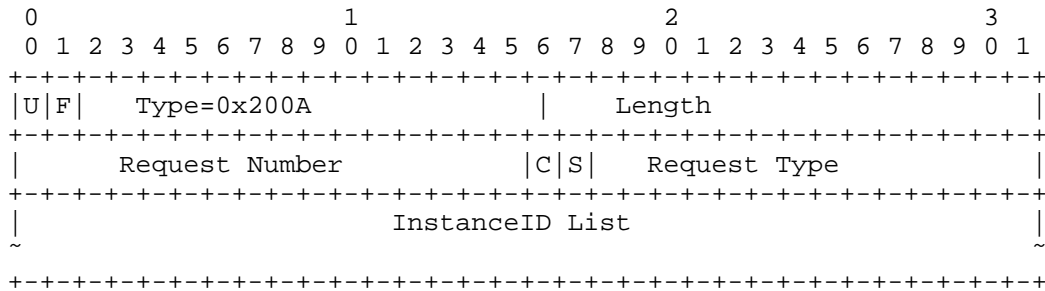 0                   1                   2                   3
 0 1 2 3 4 5 6 7 8 9 0 1 2 3 4 5 6 7 8 9 0 1 2 3 4 5 6 7 8 9 0 1
+-+-+-+-+-+-+-+-+-+-+-+-+-+-+-+-+-+-+-+-+-+-+-+-+-+-+-+-+-+-+-+-+
|U|F|   Type=0x200A              |    Length                    |
+-+-+-+-+-+-+-+-+-+-+-+-+-+-+-+-+-+-+-+-+-+-+-+-+-+-+-+-+-+-+-+-+
|      Request Number           |C|S|   Request Type            |
+-+-+-+-+-+-+-+-+-+-+-+-+-+-+-+-+-+-+-+-+-+-+-+-+-+-+-+-+-+-+-+-+
|                       InstanceID List                         |
~                                                               ~
+-+-+-+-+-+-+-+-+-+-+-+-+-+-+-+-+-+-+-+-+-+-+-+-+-+-+-+-+-+-+-+-+